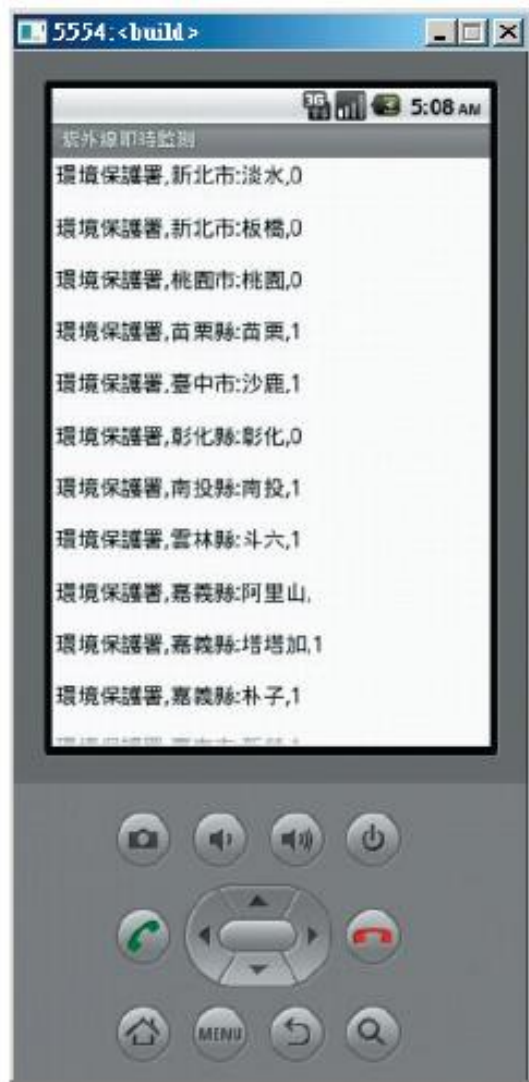 5554:<build>
3G
5:08 AM
紫外線即時監測
環境保護署,新北市:淡水,0
環境保護署,新北市:板橋,0
環境保護署,桃園市:桃園,0
環境保護署,苗栗縣:苗栗,1
環境保護署,臺中市:沙鹿,1
環境保護署,彰化縣:彰化,0
環境保護署,南投縣:南投,1
環境保護署,雲林縣:斗六,1
環境保護署,嘉義縣:阿里山,
環境保護署,嘉義縣:塔塔加,1
環境保護署,嘉義縣:朴子,1
MENU